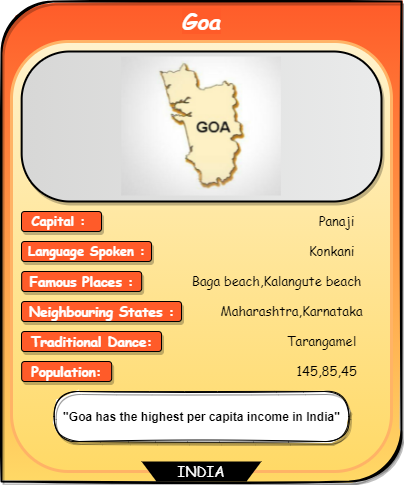 Goa
GOA
Capital : Panaji
Language Spoken : Konkani
Famous Places : Baga beach,Kalangute beach
Neighbouring States : Maharashtra,Karnataka
Traditional Dance: Tarangamel
Population: 145,85,45
"Goa has the highest per capita income in India"
INDIA